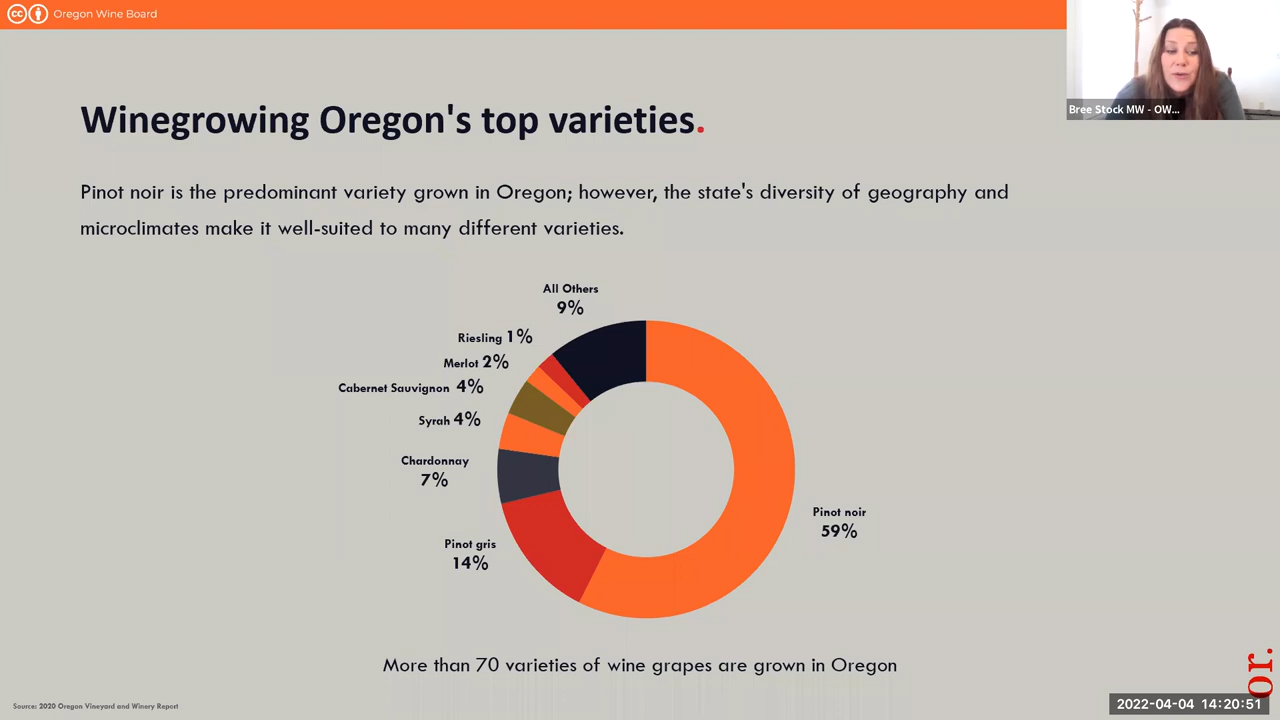 cc
Oregon Wine Board
Bree Stock MW - OW...
Winegrowing Oregon's top varieties.
Pinot noir is the predominant variety grown in Oregon; however, the state's diversity of geography and
microclimates make it well-suited to many different varieties.
All Others
9%
Riesling 1%
Merlot 2%
Cabernet Sauvignon 4%
Syrah 4%
Chardonnay
7%
Pinot gris
14%
Pinot noir
59%
More than 70 varieties of wine grapes are grown in Oregon
or.
Source: 2020 Oregon Vineyard and Winery Report
2022-04-04 14:20:51